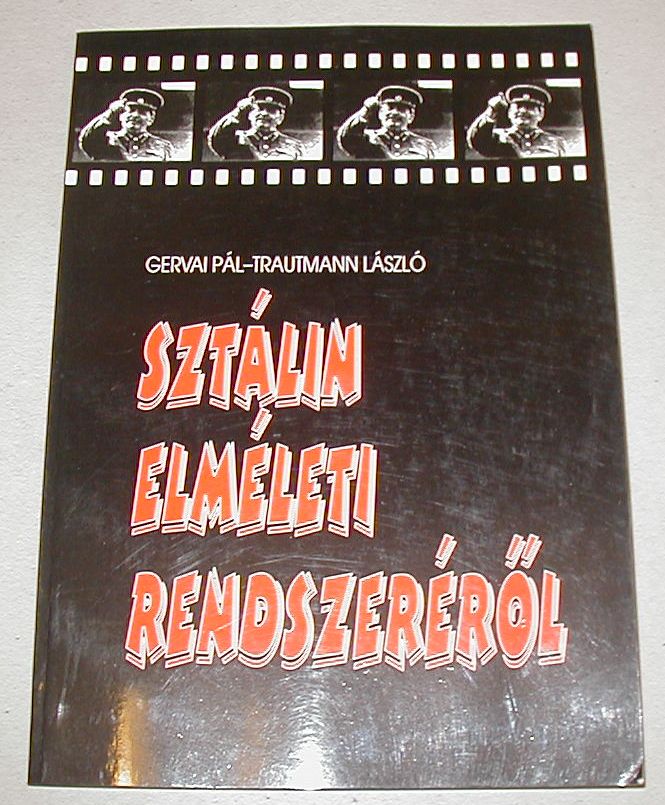 GERVAI PÁL-TRAUTMANN LÁSZLÓ
SZTÁLIN
ELMÉLETI
RENDSZERÉRŐL